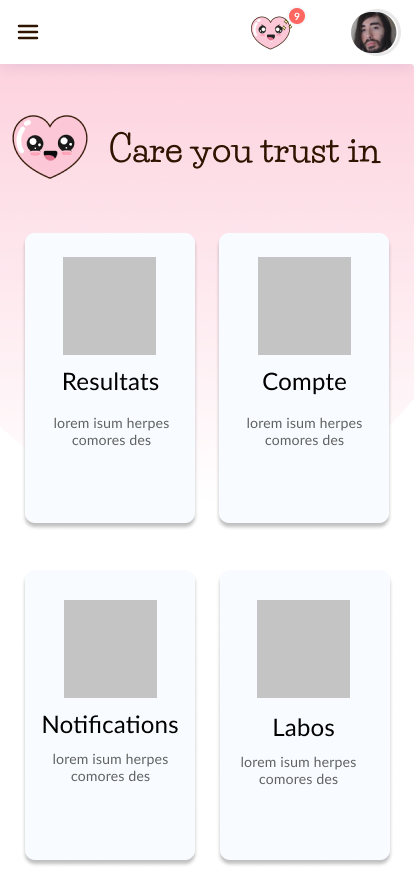 9
Care you trust in
Resultats
lorem isum herpes
comores des
Compte
lorem isum herpes
comores des
Notifications
lorem isum herpes
comores des
Labos
lorem isum herpes
comores des